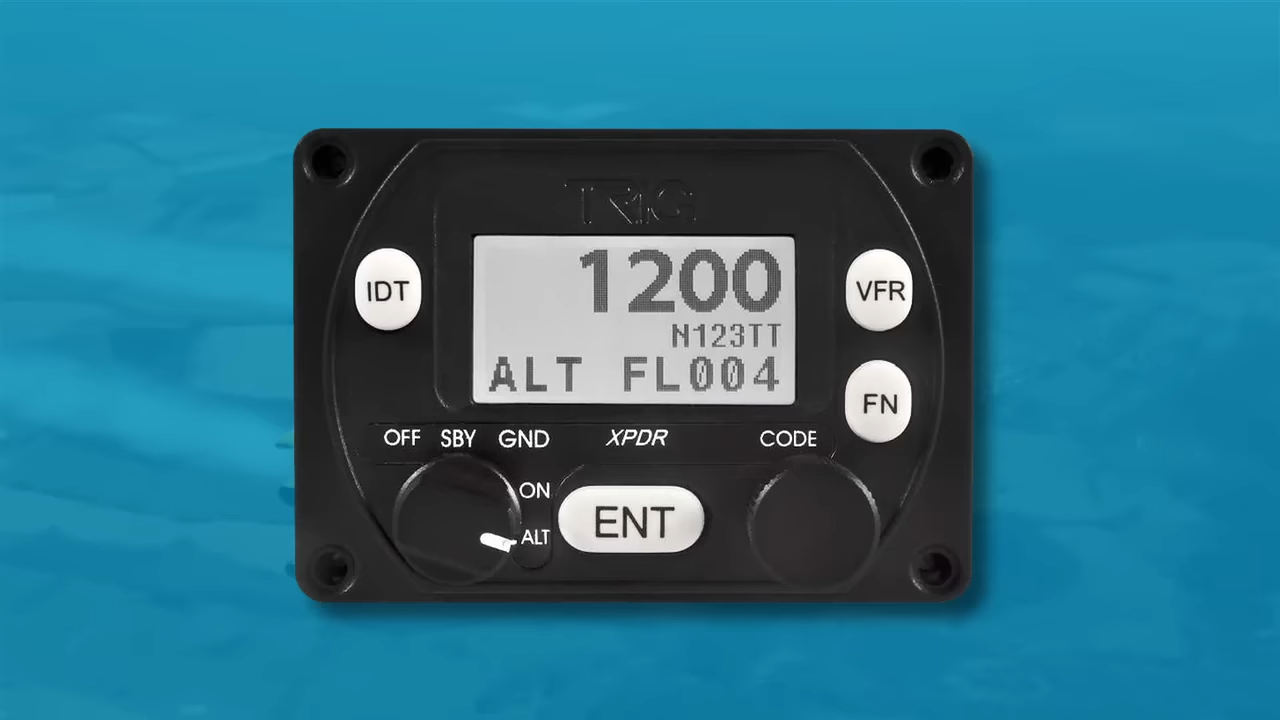 TRIG
IDT
1200
VFR
N123TT
ALT FL004
FN
OFF SBY GND XPDR CODE
ON
ENT
ALT